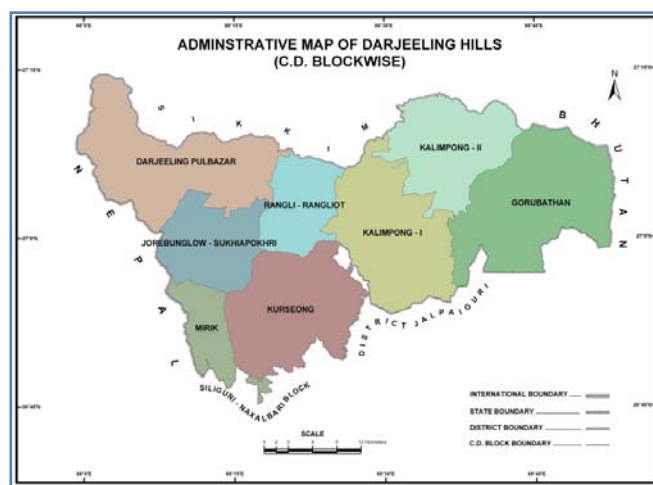 ADMINSTRATIVE MAP OF DARJEELING HILLS
(C.D. BLOCKWISE)
N
SIKKIM
BHUTAN
NEPAL
DARJEELING PULBAZAR
KALIMPONG - II
RANGLI - RANGLIOT
GORUBATHAN
JOREBUNGLOW - SUKHIAPOKHRI
KALIMPONG - I
KURSEONG
MIRIK
DISTRICT JALPAIGURI
SILIGURI - NAXALBARI BLOCK
INTERNATIONAL BOUNDARY
STATE BOUNDARY
DISTRICT BOUNDARY
C.D. BLOCK BOUNDARY
SCALE